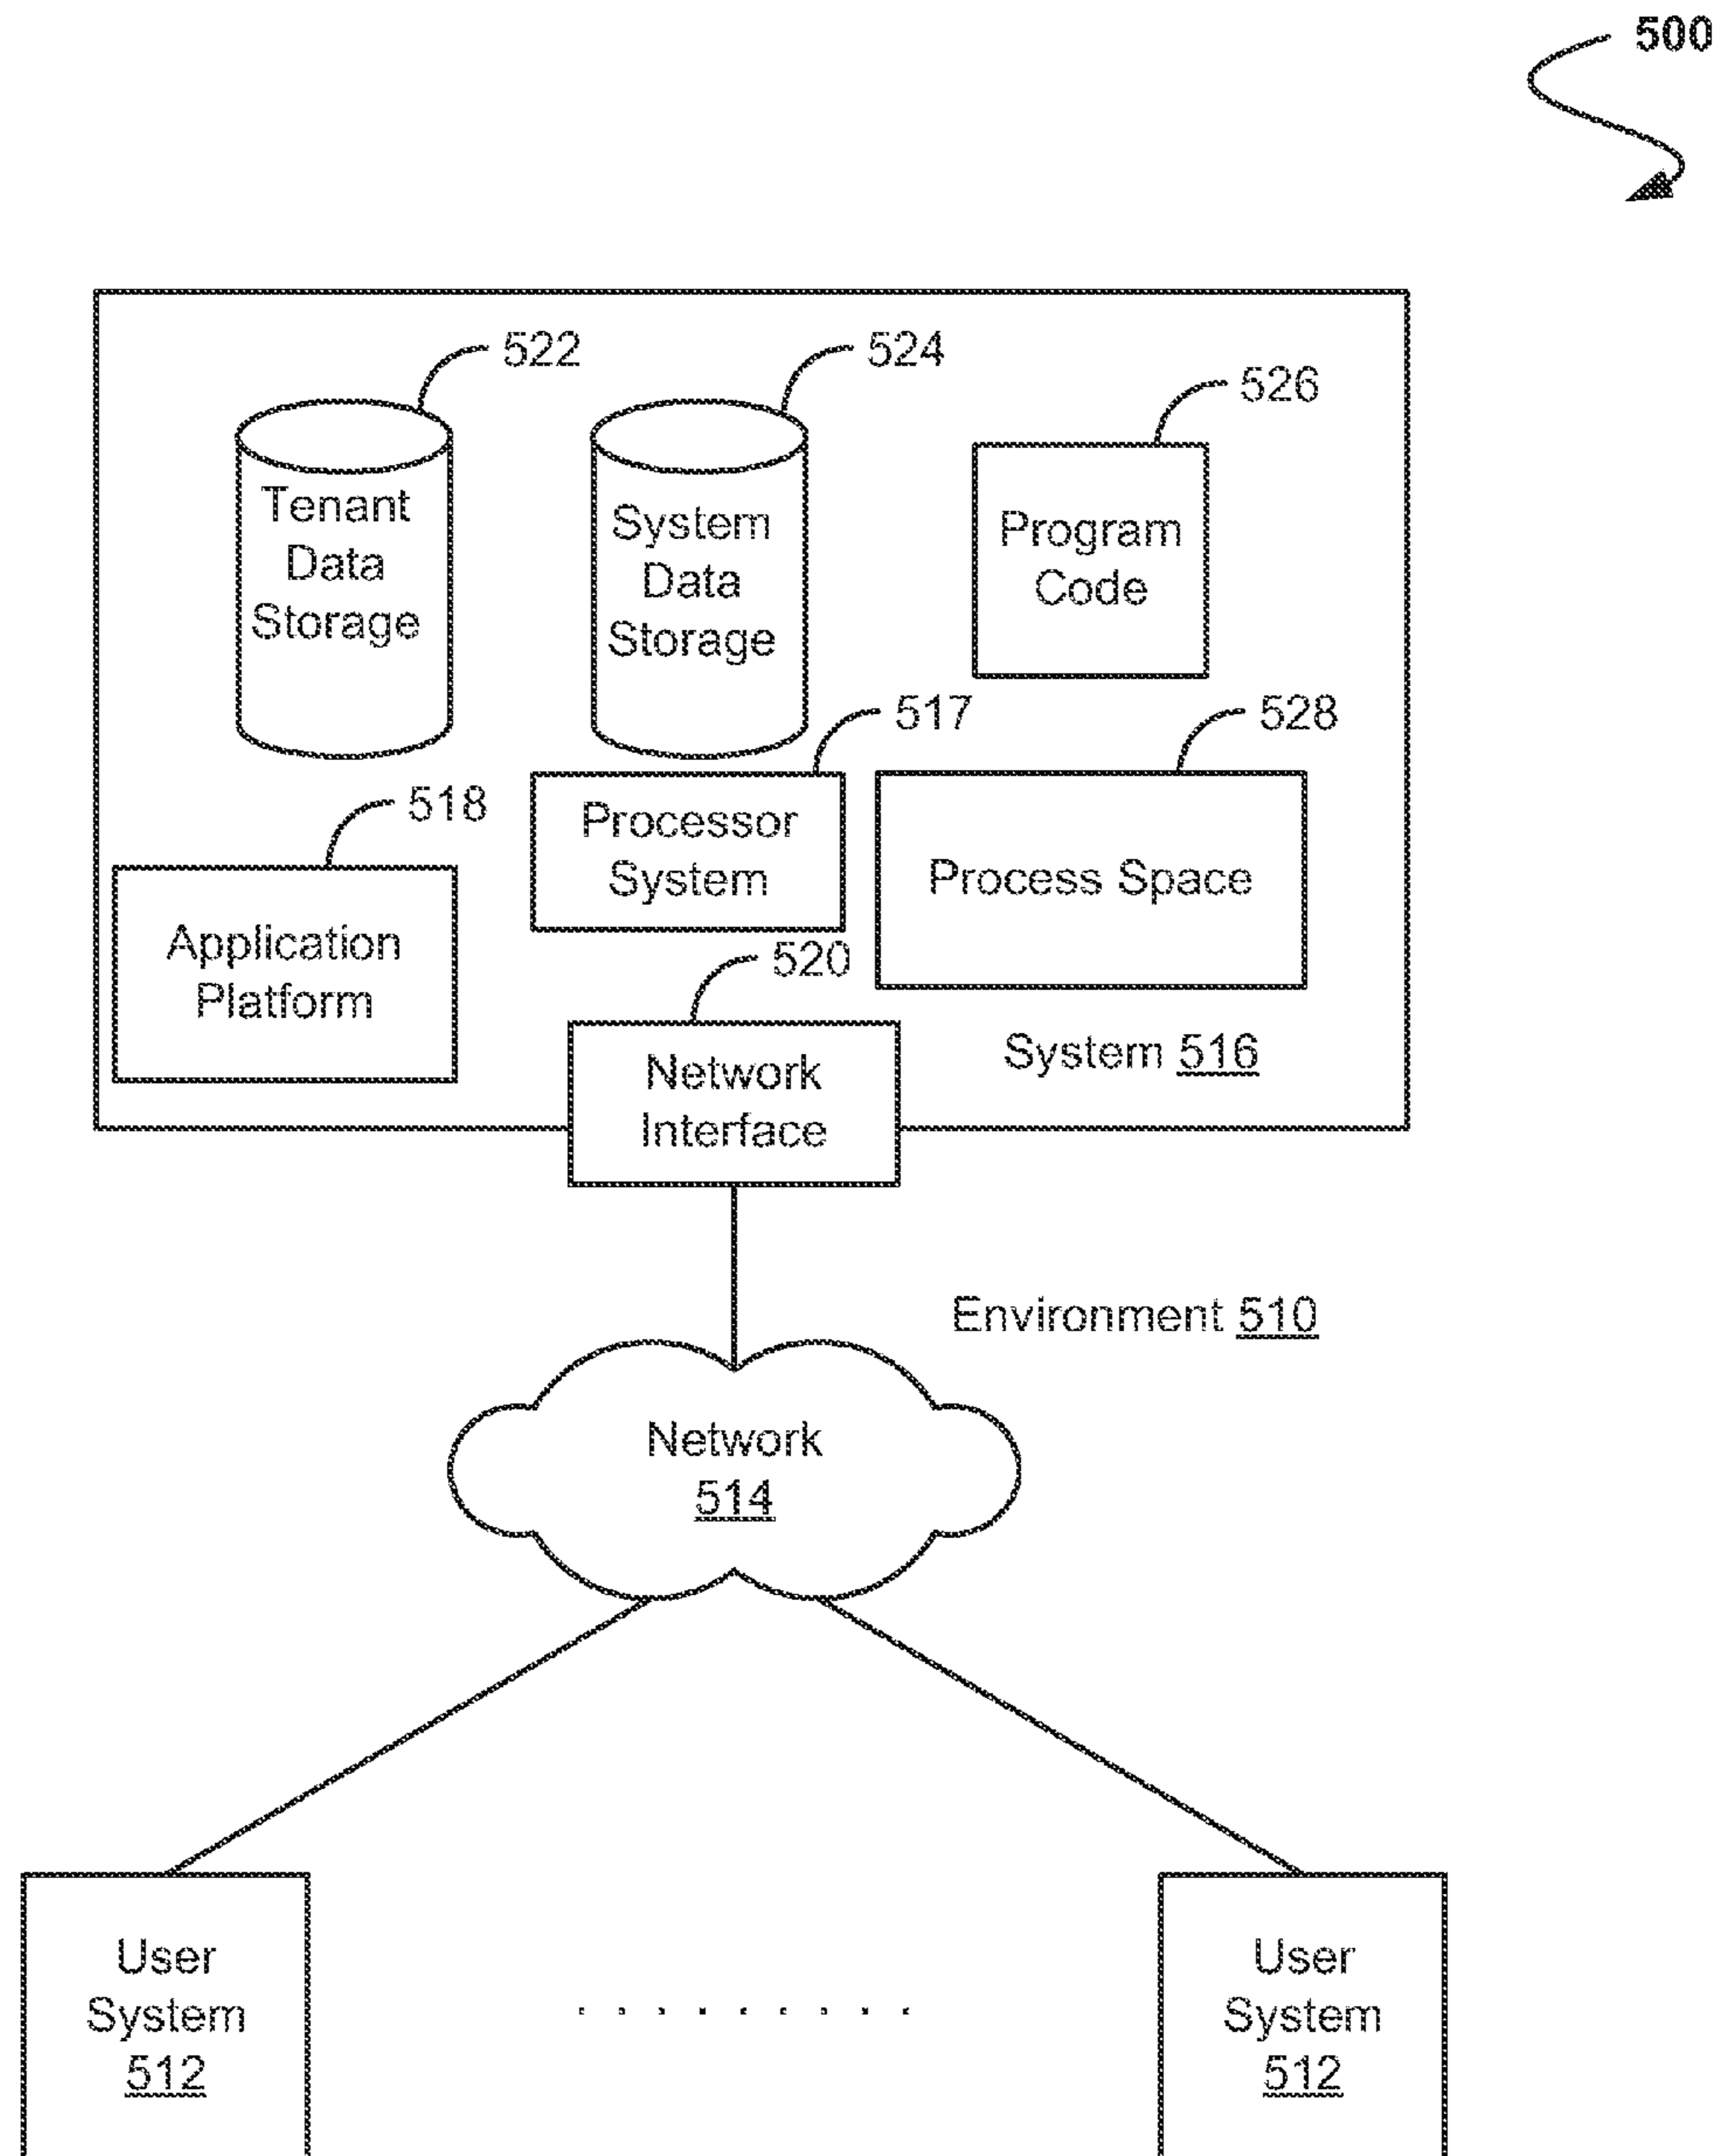 500
522
524
526
Tenant
Data
Storage
System
Data
Storage
Program
Code
517
528
518
Processor
System
Process Space
Application
Platform
520
Network
Interface
System 516
Environment 510
Network
514
User
System
512
User
System
512